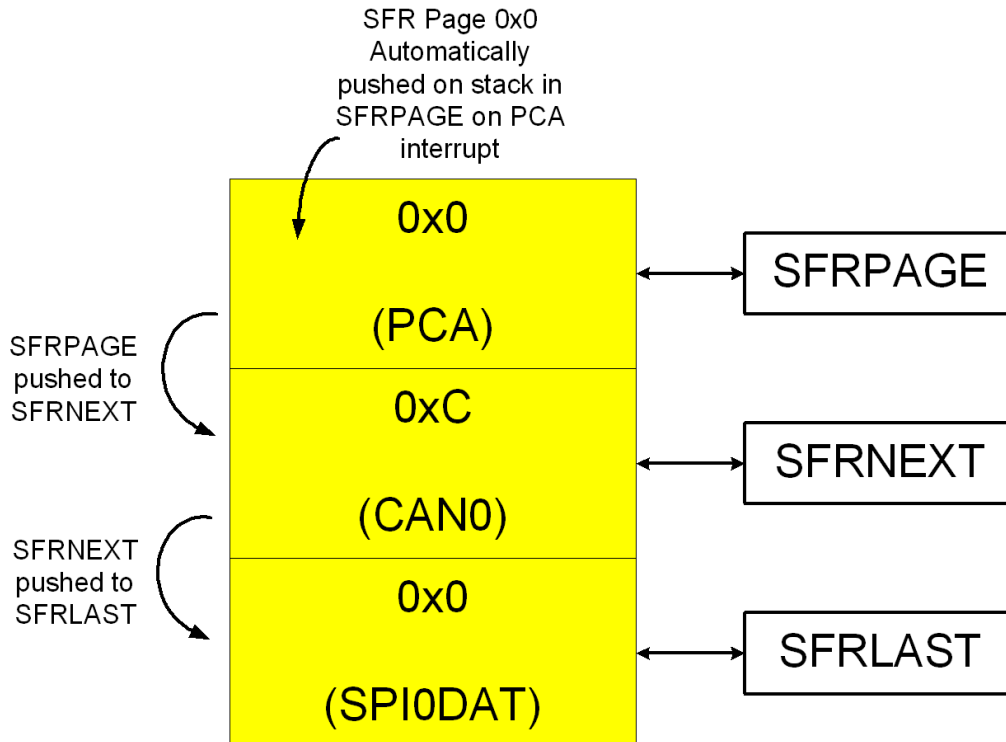 SFR Page 0x0
Automatically
pushed on stack in
SFRPAGE on PCA
interrupt
0x0
(PCA)
SFRPAGE
SFRPAGE
pushed to
SFRNEXT
0xC
(CAN0)
SFRNEXT
SFRNEXT
pushed to
SFRLAST
0x0
(SPI0DAT)
SFRLAST